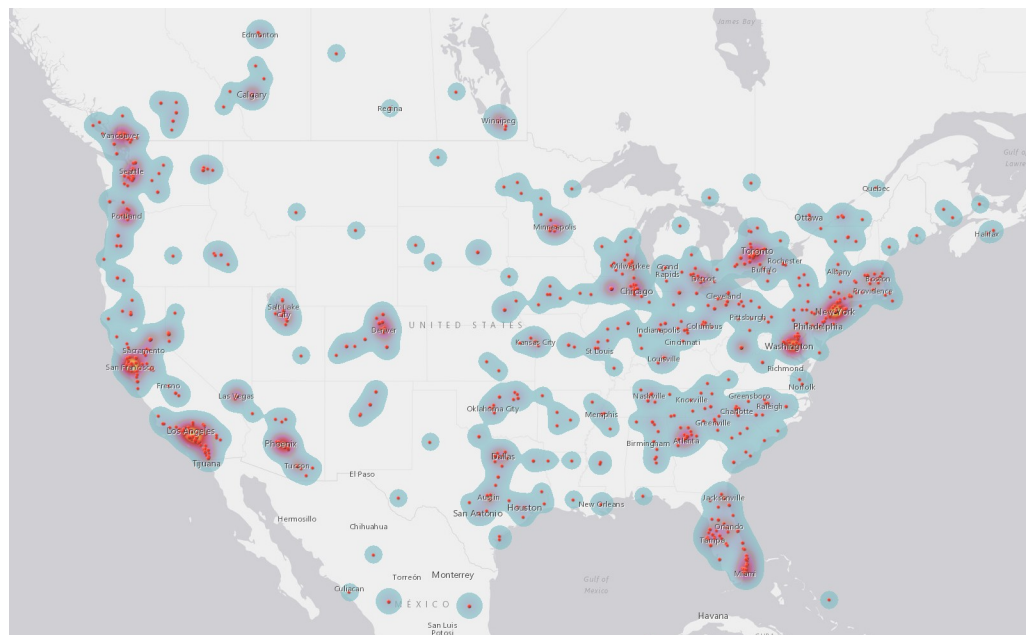 James Bay
Edmonton
Calgary
Regina
Winnipeg
Vancouver
Gulf of
Seattle
Quebec
Portland
Ottawa
Minneapolis
Halifax
Toronto
Rochester
Milwaukee
Grand
Rapids
Detroit
Buffalo
Albany
Boston
Chicago
Providence
Cleveland
Salt Lake
City
New York
Pittsburgh
Denver
UNITED STATES
Indianapolis
Columbus
Philadelphia
Kansas City
Cincinnati
Washington
Sacramento
St Louis
Louisville
San Francisco
Richmond
Fresno
Norfolk
Las Vegas
Nashville
Knoxville
Greensboro
Oklahoma City
Memphis
Charlotte
Raleigh
Greenville
Los Angeles
Phoenix
Birmingham
Atlanta
Tijuana
Tucson
Dallas
El Paso
Austin
Jacksonville
San Antonio
Houston
New Orleans
Hermosillo
Chihuahua
Orlando
Tampa
Torreón
Monterrey
Miami
Culiacan
Gulf of
Mexico
MÉXICO
Havana
San Luis
Potosi